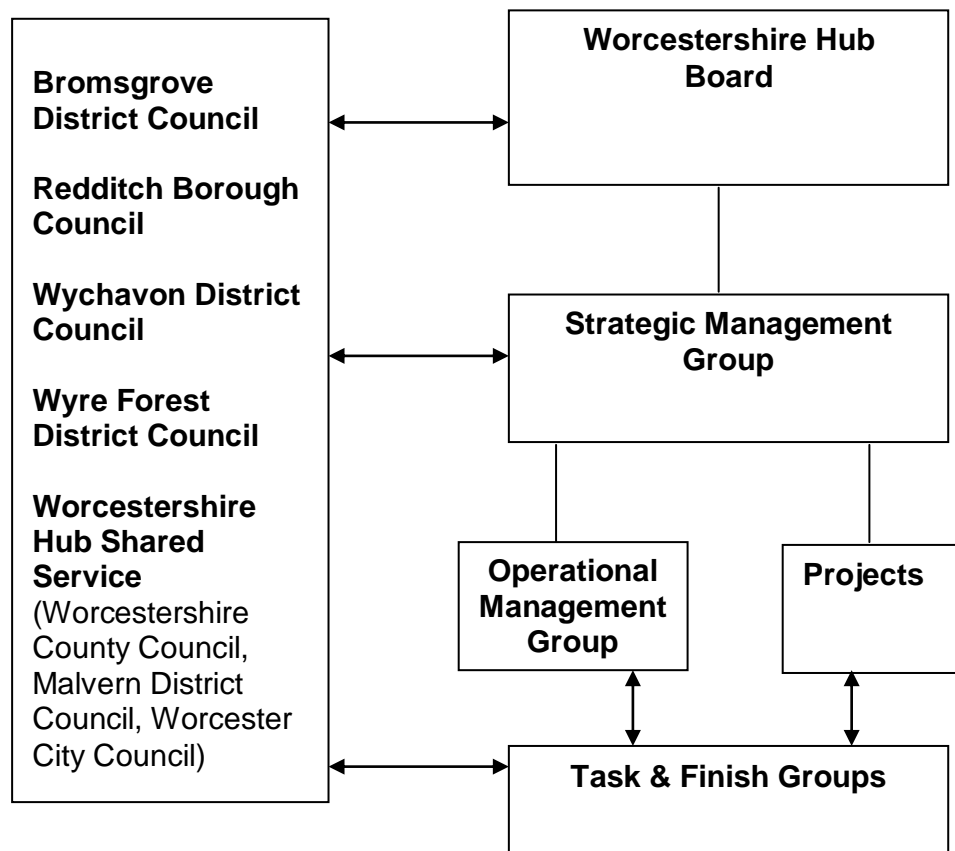 Bromsgrove
District Council
Redditch Borough
Council
Wychavon District
Council
Wyre Forest
District Council
Worcestershire
Hub Shared
Service
(Worcestershire
County Council,
Malvern District
Council, Worcester
City Council)
Worcestershire Hub
Board
Strategic Management
Group
Operational
Management
Group
Projects
Task & Finish Groups